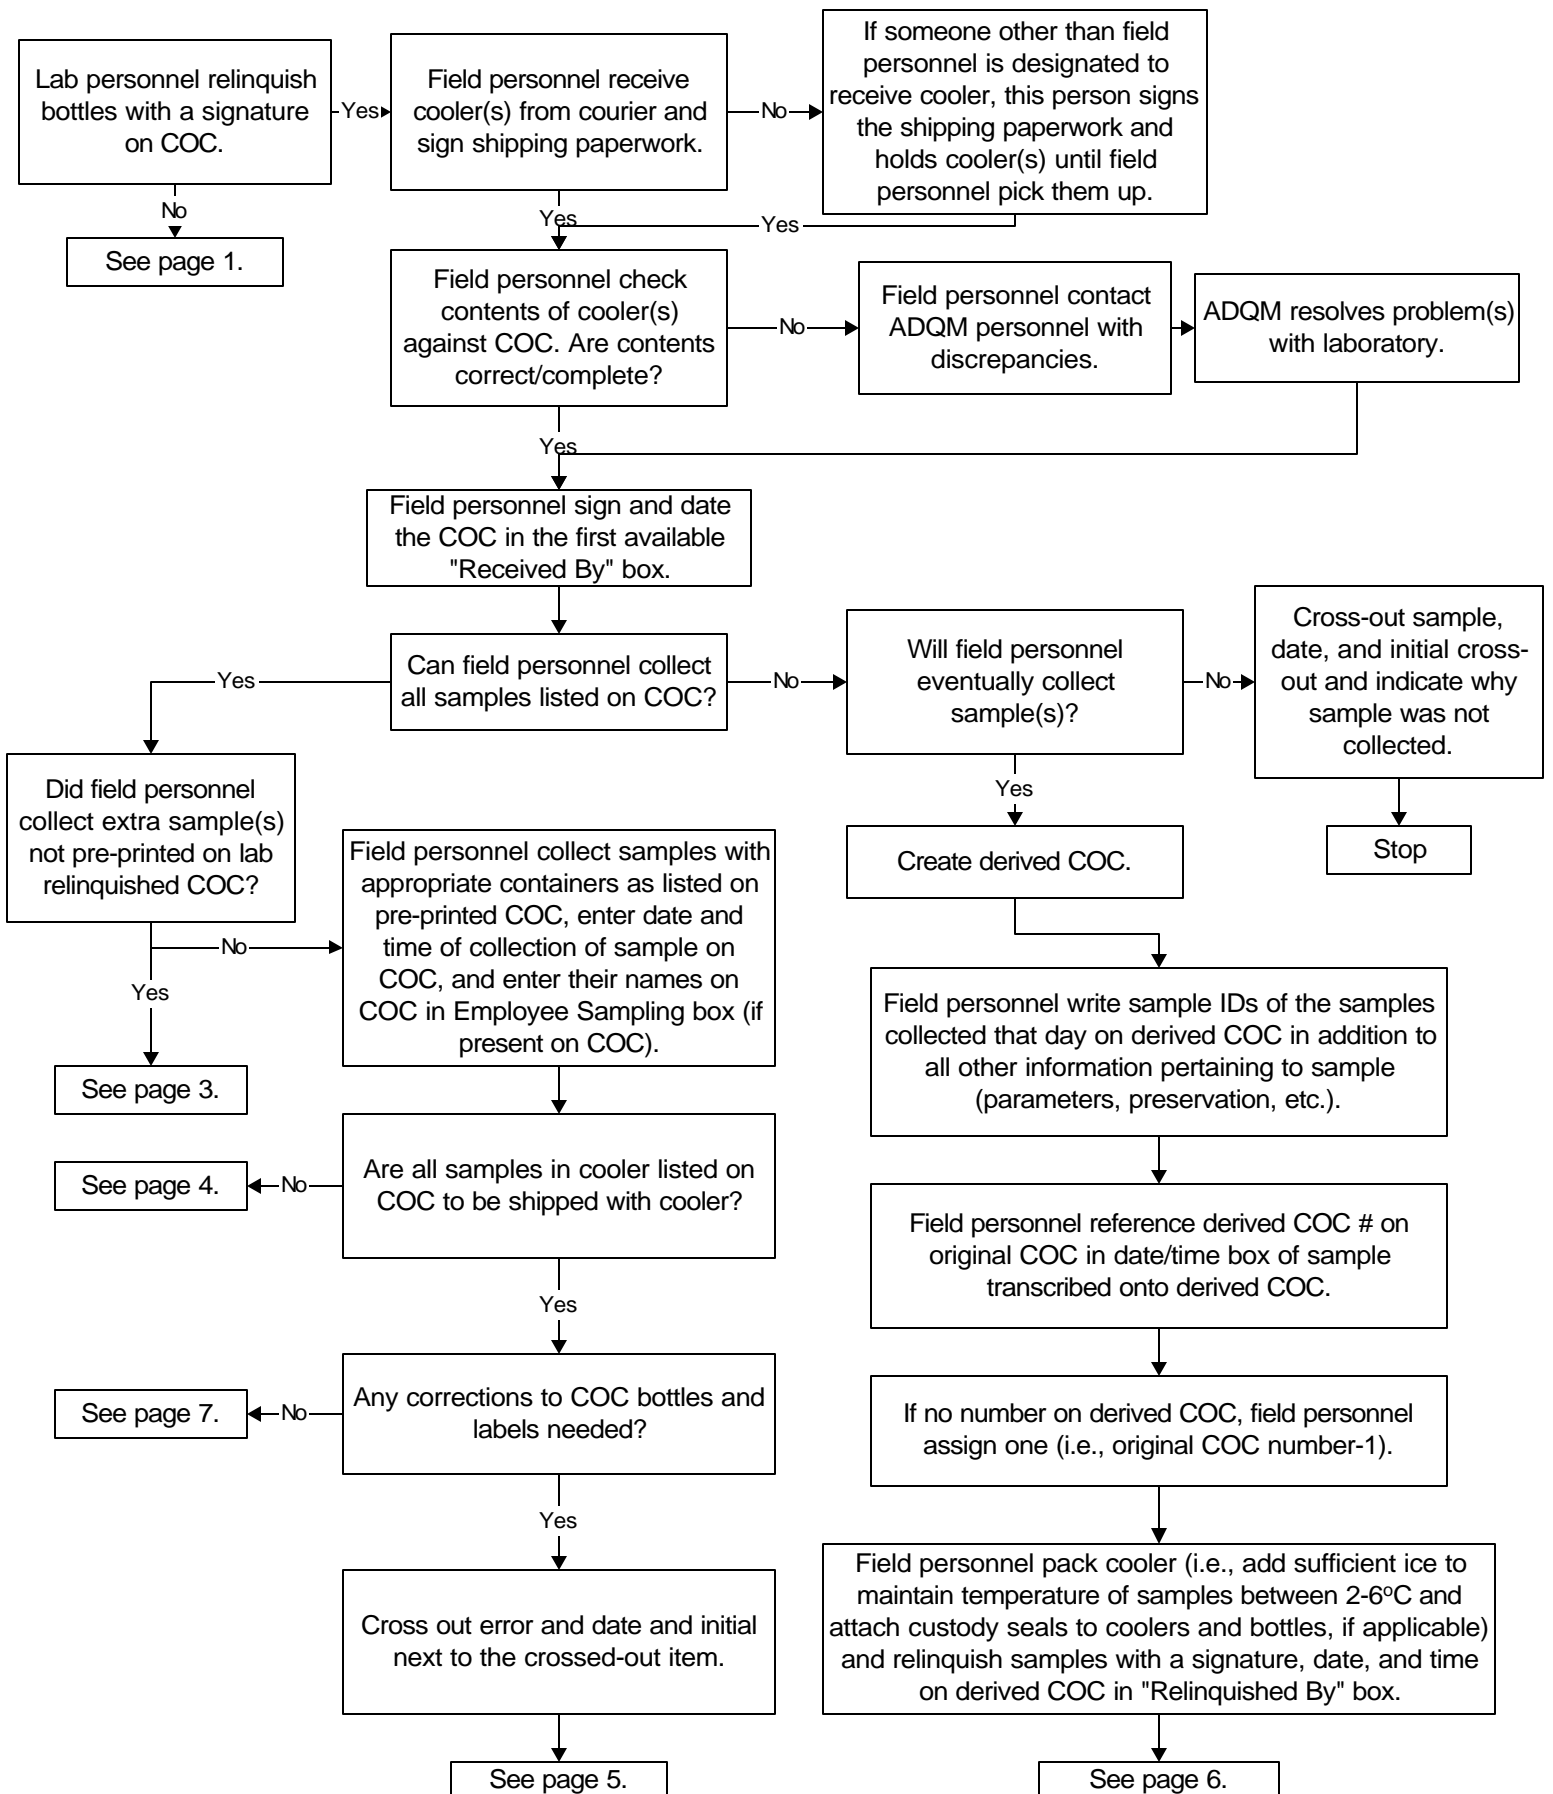 Lab personnel relinquish
bottles with a signature
on COC.
Yes
Field personnel receive
cooler(s) from courier and
sign shipping paperwork.
No
If someone other than field
personnel is designated to
receive cooler, this person signs
the shipping paperwork and
holds cooler(s) until field
personnel pick them up.
No
See page 1.
Yes
Yes
Field personnel check
contents of cooler(s)
against COC. Are contents
correct/complete?
No
Field personnel contact
ADQM personnel with
discrepancies.
ADQM resolves problem(s)
with laboratory.
Yes
Field personnel sign and date
the COC in the first available
"Received By" box.
Can field personnel collect
all samples listed on COC?
Yes
No
Will field personnel
eventually collect
sample(s)?
No
Cross-out sample,
date, and initial cross-
out and indicate why
sample was not
collected.
Stop
Yes
Create derived COC.
Did field personnel
collect extra sample(s)
not pre-printed on lab
relinquished COC?
No
Yes
See page 3.
Field personnel collect samples with
appropriate containers as listed on
pre-printed COC, enter date and
time of collection of sample on
COC, and enter their names on
COC in Employee Sampling box (if
present on COC).
Field personnel write sample IDs of the samples
collected that day on derived COC in addition to
all other information pertaining to sample
(parameters, preservation, etc.).
Are all samples in cooler listed on
COC to be shipped with cooler?
No
See page 4.
Yes
Field personnel reference derived COC # on
original COC in date/time box of sample
transcribed onto derived COC.
Any corrections to COC bottles and
labels needed?
No
See page 7.
Yes
If no number on derived COC, field personnel
assign one (i.e., original COC number-1).
Cross out error and date and initial
next to the crossed-out item.
See page 5.
Field personnel pack cooler (i.e., add sufficient ice to
maintain temperature of samples between 2-6ºC and
attach custody seals to coolers and bottles, if applicable)
and relinquish samples with a signature, date, and time
on derived COC in "Relinquished By" box.
See page 6.